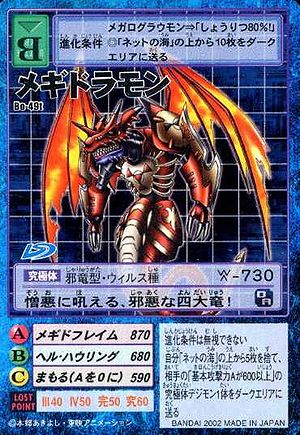 B
進化条件
メガログラウモン⇒「しょうりつ80%!」
◎「ネットの海」の上から10枚をダーク
エリアに送る
メギドラモン
Bo-49t
究極体 邪竜型・ウィルス種
W-730
憎悪に吼える、邪悪な四大竜!
A メギドフレイム 870
B ヘル・ハウリング 680
C まもる(Aを0に) 590
LOST POINT Ⅲ40 Ⅳ50 完50 究60
進化条件は無視できない
自分「ネットの海」の上から5枚を捨て、
相手の「基本攻撃力Aが600以上」の
究極体デジモン1体をダークエリアに
送る
©本郷あきよし・東映アニメーション
BANDAI 2002 MADE IN JAPAN